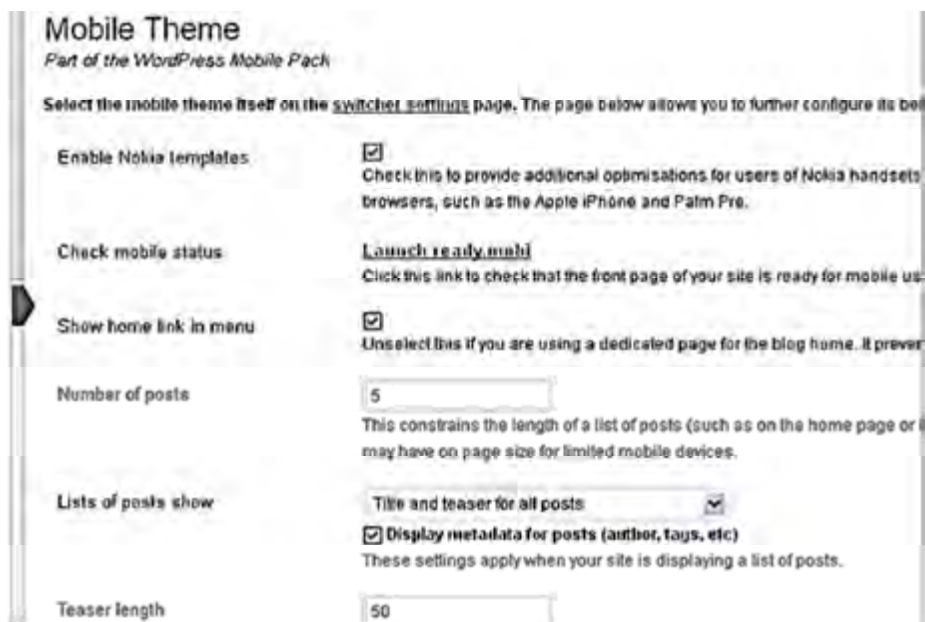 Mobile Theme
Part of the WordPress Mobile Pack
Select the mobile theme itself on the switcher settings page. The page below allows you to further configure its
Enable Nokia templates
Check this to provide additional optimisations for users of Nokia handsets
browsers, such as the Apple iPhone and Palm Pre.
Check mobile status
Launch ready.mobi
Click this link to check that the front page of your site is ready for mobile
Show home link in menu
Unselect this if you are using a dedicated page for the blog home. It
Number of posts
5
This constrains the length of a list of posts (such as on the home page or
may have on page size for limited mobile devices.
Lists of posts show
Title and teaser for all posts
Display metadata for posts (author, tags, etc)
These settings apply when your site is displaying a list of posts.
Teaser length
50